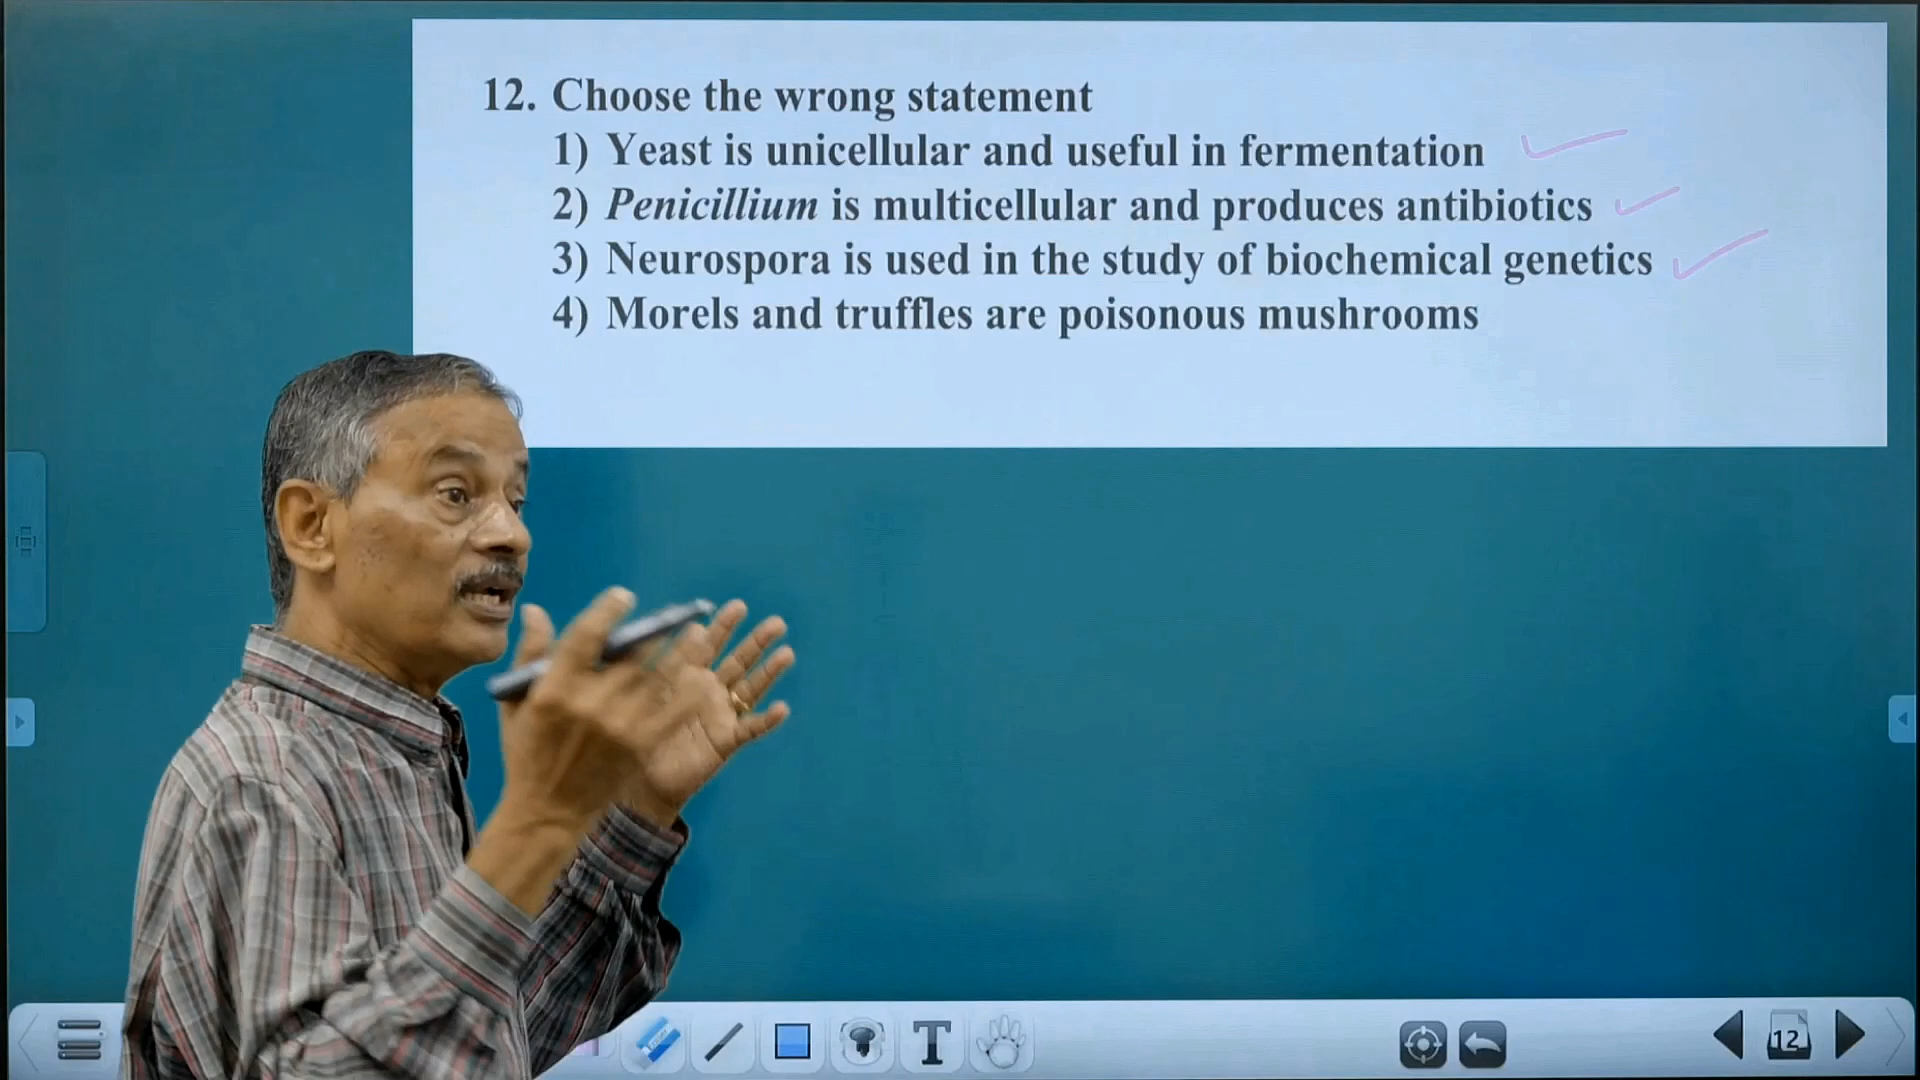 12. Choose the wrong statement
1) Yeast is unicellular and useful in fermentation
2) Penicillium is multicellular and produces antibiotics
3) Neurospora is used in the study of biochemical genetics
4) Morels and truffles are poisonous mushrooms
T
12